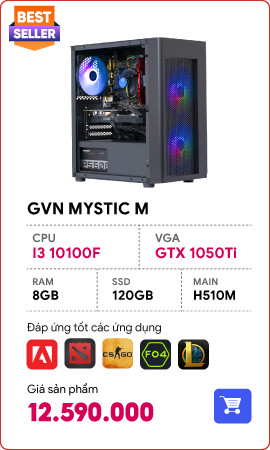 BEST
SELLER
P550B
GVN MYSTIC M
CPU
VGA
I3 10100F
GTX 1050Ti
RAM
SSD
MAIN
8GB
120GB
H510M
Đáp ứng tốt các ứng dụng
CS:GO
FO4
Giá sản phẩm
12.590.000